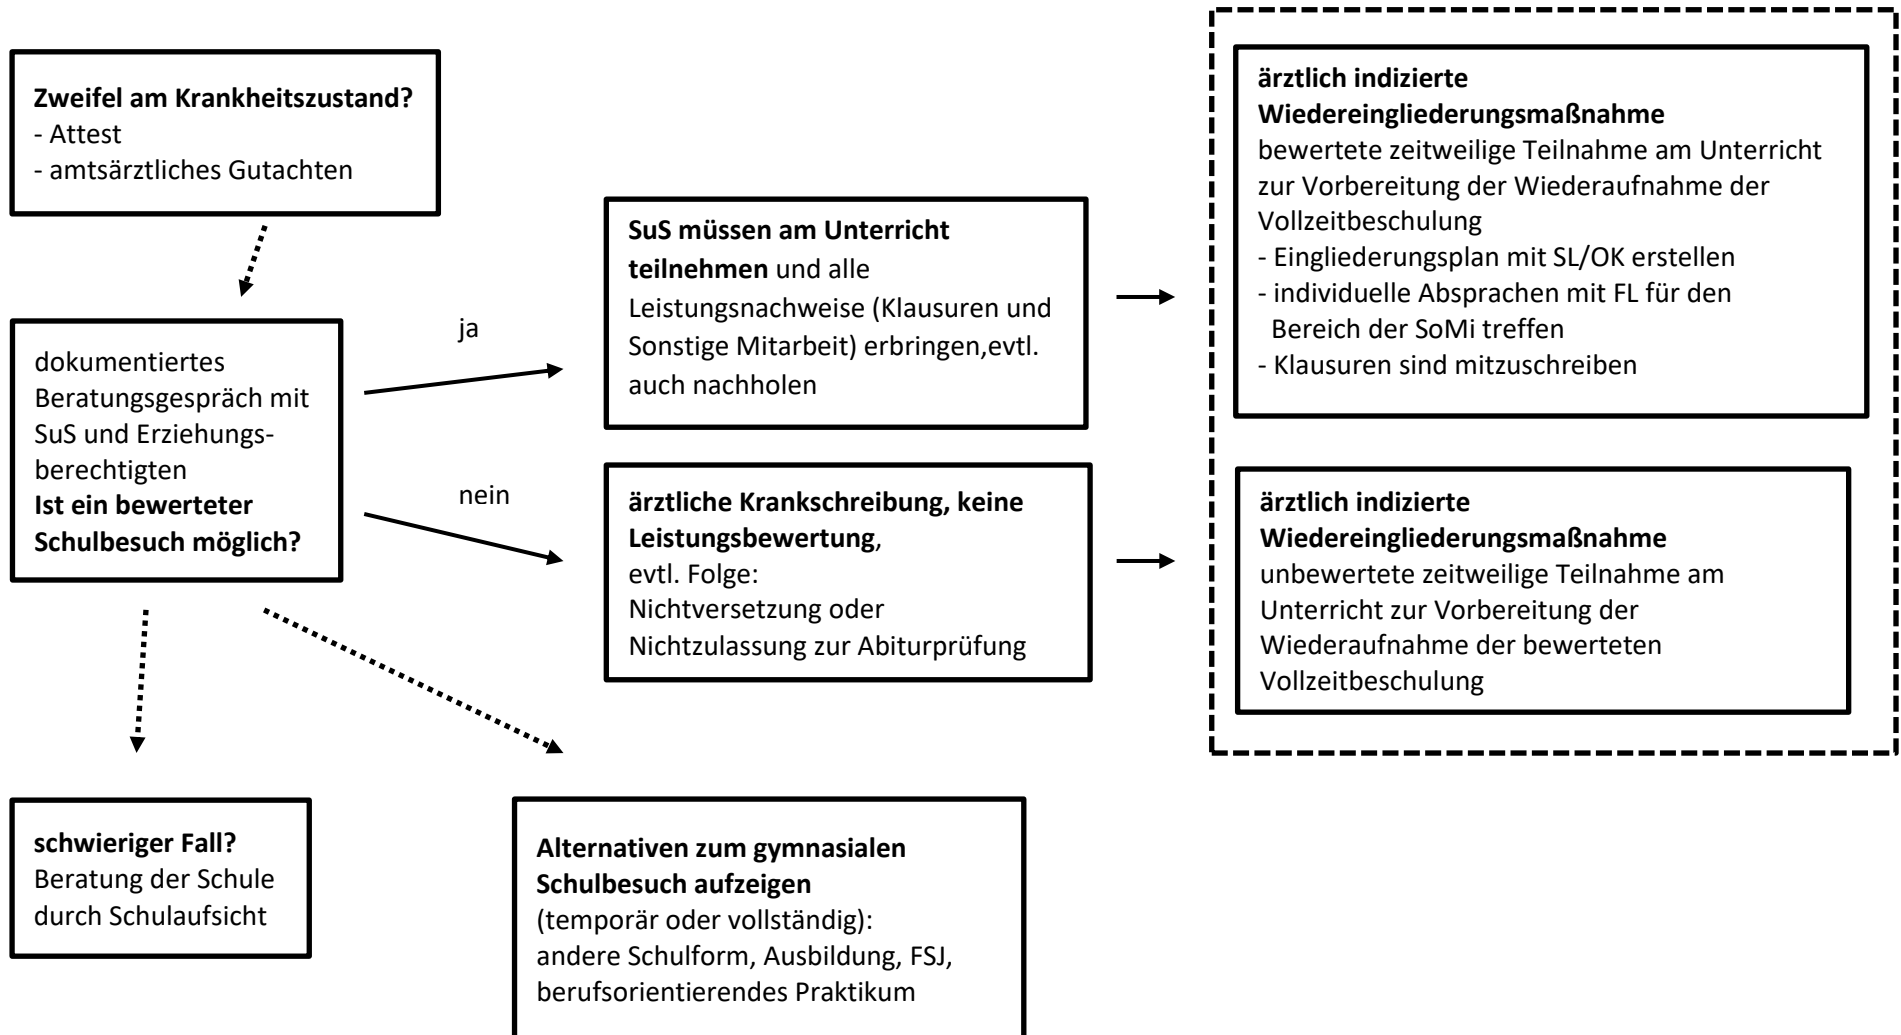 Zweifel am Krankheitszustand?
- Attest
- amtsärztliches Gutachten
dokumentiertes
Beratungsgespräch mit
SuS und Erziehungs-
berechtigten
Ist ein bewerteter
Schulbesuch möglich?
ja
SuS müssen am Unterricht
teilnehmen und alle
Leistungsnachweise (Klausuren und
Sonstige Mitarbeit) erbringen,evtl.
auch nachholen
ärztlich indizierte
Wiedereingliederungsmaßnahme
bewertete zeitweilige Teilnahme am Unterricht
zur Vorbereitung der Wiederaufnahme der
Vollzeitbeschulung
- Eingliederungsplan mit SL/OK erstellen
- individuelle Absprachen mit FL für den
Bereich der SoMi treffen
- Klausuren sind mitzuschreiben
nein
ärztliche Krankschreibung, keine
Leistungsbewertung,
evtl. Folge:
Nichtversetzung oder
Nichtzulassung zur Abiturprüfung
ärztlich indizierte
Wiedereingliederungsmaßnahme
unbewertete zeitweilige Teilnahme am
Unterricht zur Vorbereitung der
Wiederaufnahme der bewerteten
Vollzeitbeschulung
schwieriger Fall?
Beratung der Schule
durch Schulaufsicht
Alternativen zum gymnasialen
Schulbesuch aufzeigen
(temporär oder vollständig):
andere Schulform, Ausbildung, FSJ,
berufsorientierendes Praktikum